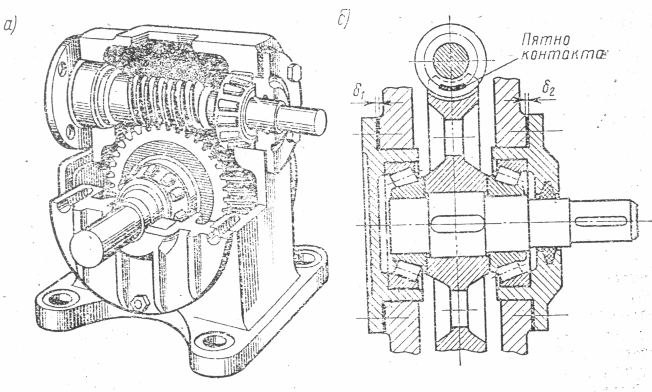 а)
б)
Пятно
контакта
δ₁
δ₂